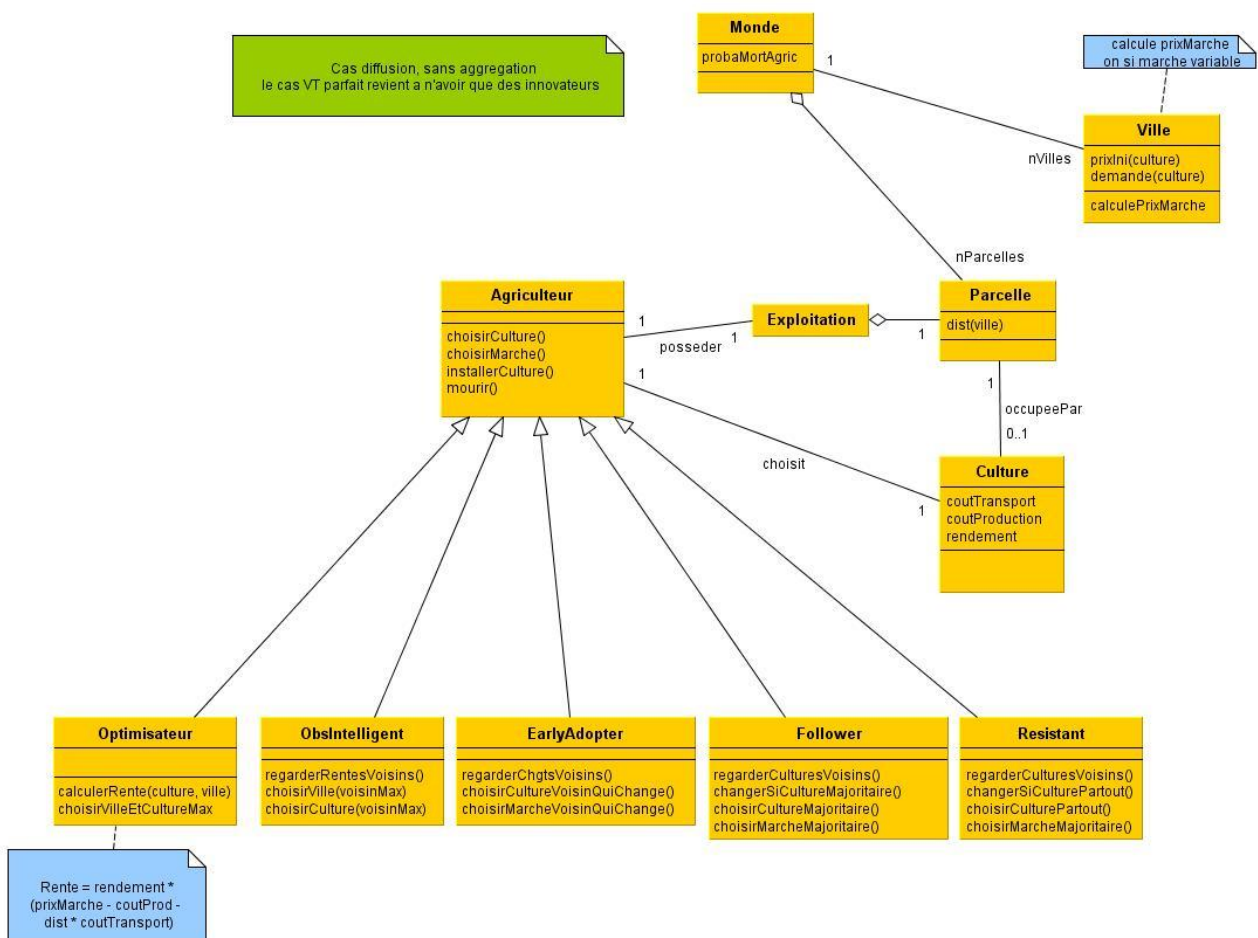 Cas diffusion, sans aggregation
le cas VT parfait revient a n'avoir que des innovateurs
Monde
probaMortAgric
calcule prixMarche
on si marche variable
1
nVilles
Ville
prixIni(culture)
demande(culture)
calculePrixMarche
nParcelles
Agriculteur
choisirCulture()
choisirMarche()
installerCulture()
mourir()
1
posseder
1
Exploitation
1
Parcelle
dist(ville)
1
occupeePar
0..1
1
choisit
1
Culture
coutTransport
coutProduction
rendement
Optimisateur
calculerRente(culture, ville)
choisirVilleEtCultureMax
ObsIntelligent
regarderRentesVoisins()
choisirVille(voisinMax)
choisirCulture(voisinMax)
EarlyAdopter
regarderChgtsVoisins()
choisirCultureVoisinQuiChange()
choisirMarcheVoisinQuiChange()
Follower
regarderCulturesVoisins()
changerSiCultureMajoritaire()
choisirCultureMajoritaire()
choisirMarcheMajoritaire()
Resistant
regarderCulturesVoisins()
changerSiCulturePartout()
choisirCulturePartout()
choisirMarcheMajoritaire()
Rente = rendement *
(prixMarche - coutProd -
dist * coutTransport)